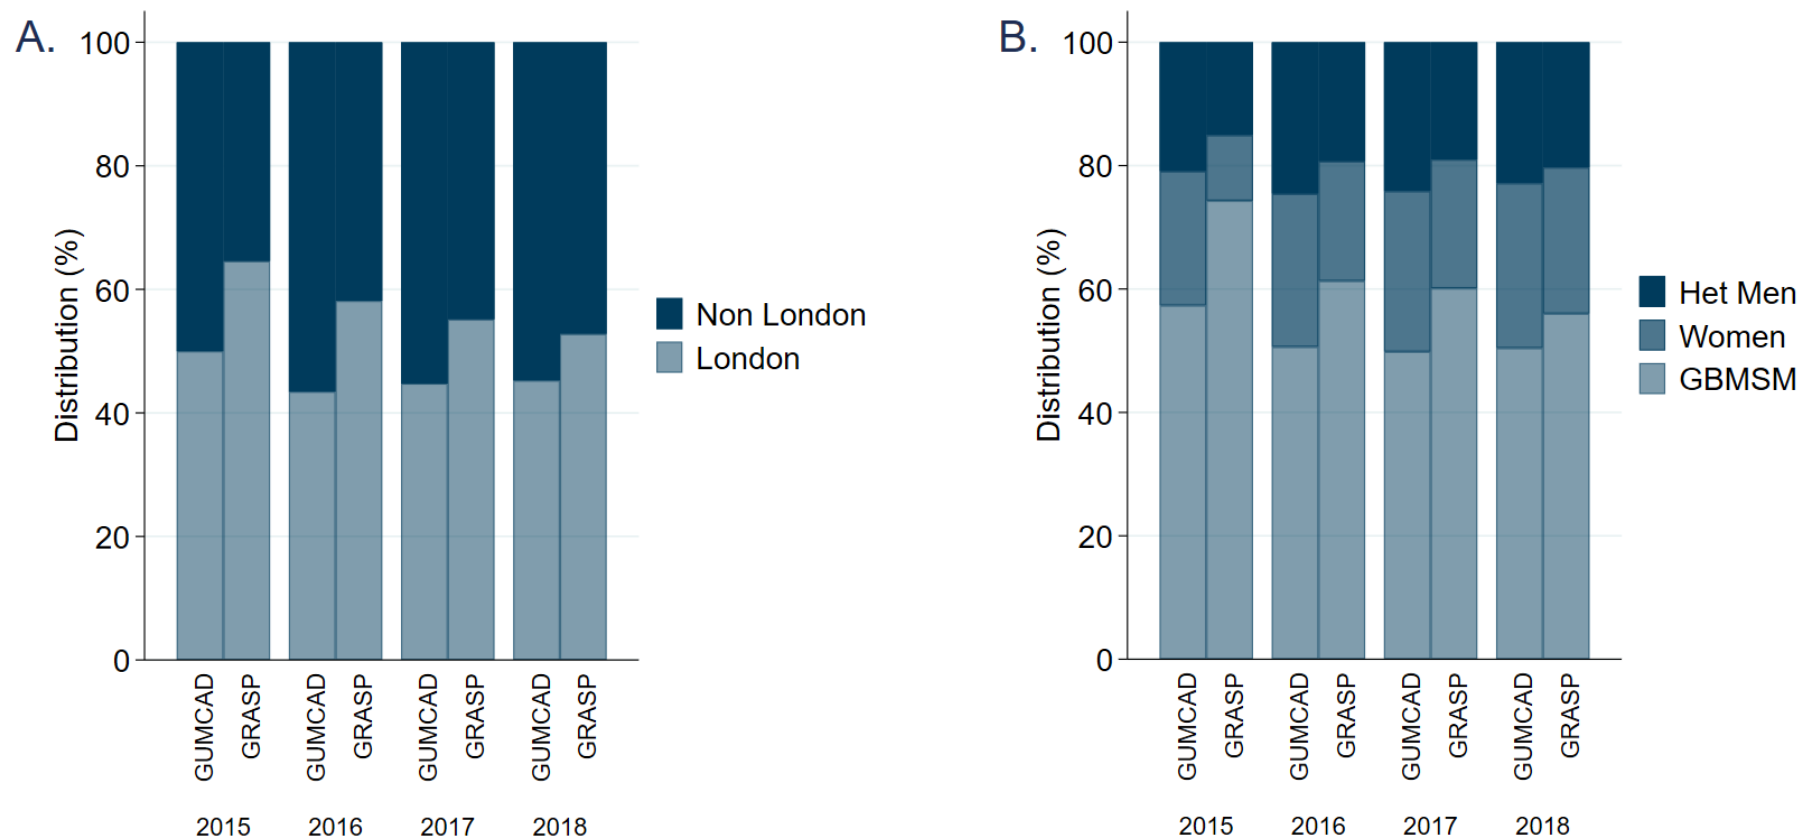 A.
100
80
60
40
20
0
Distribution (%)
GUMCAD
GRASP
GUMCAD
GRASP
GUMCAD
GRASP
GUMCAD
GRASP
2015
2016
2017
2018
Non London
London
B.
100
80
60
40
20
0
Distribution (%)
GUMCAD
GRASP
GUMCAD
GRASP
GUMCAD
GRASP
GUMCAD
GRASP
2015
2016
2017
2018
Het Men
Women
GBMSM